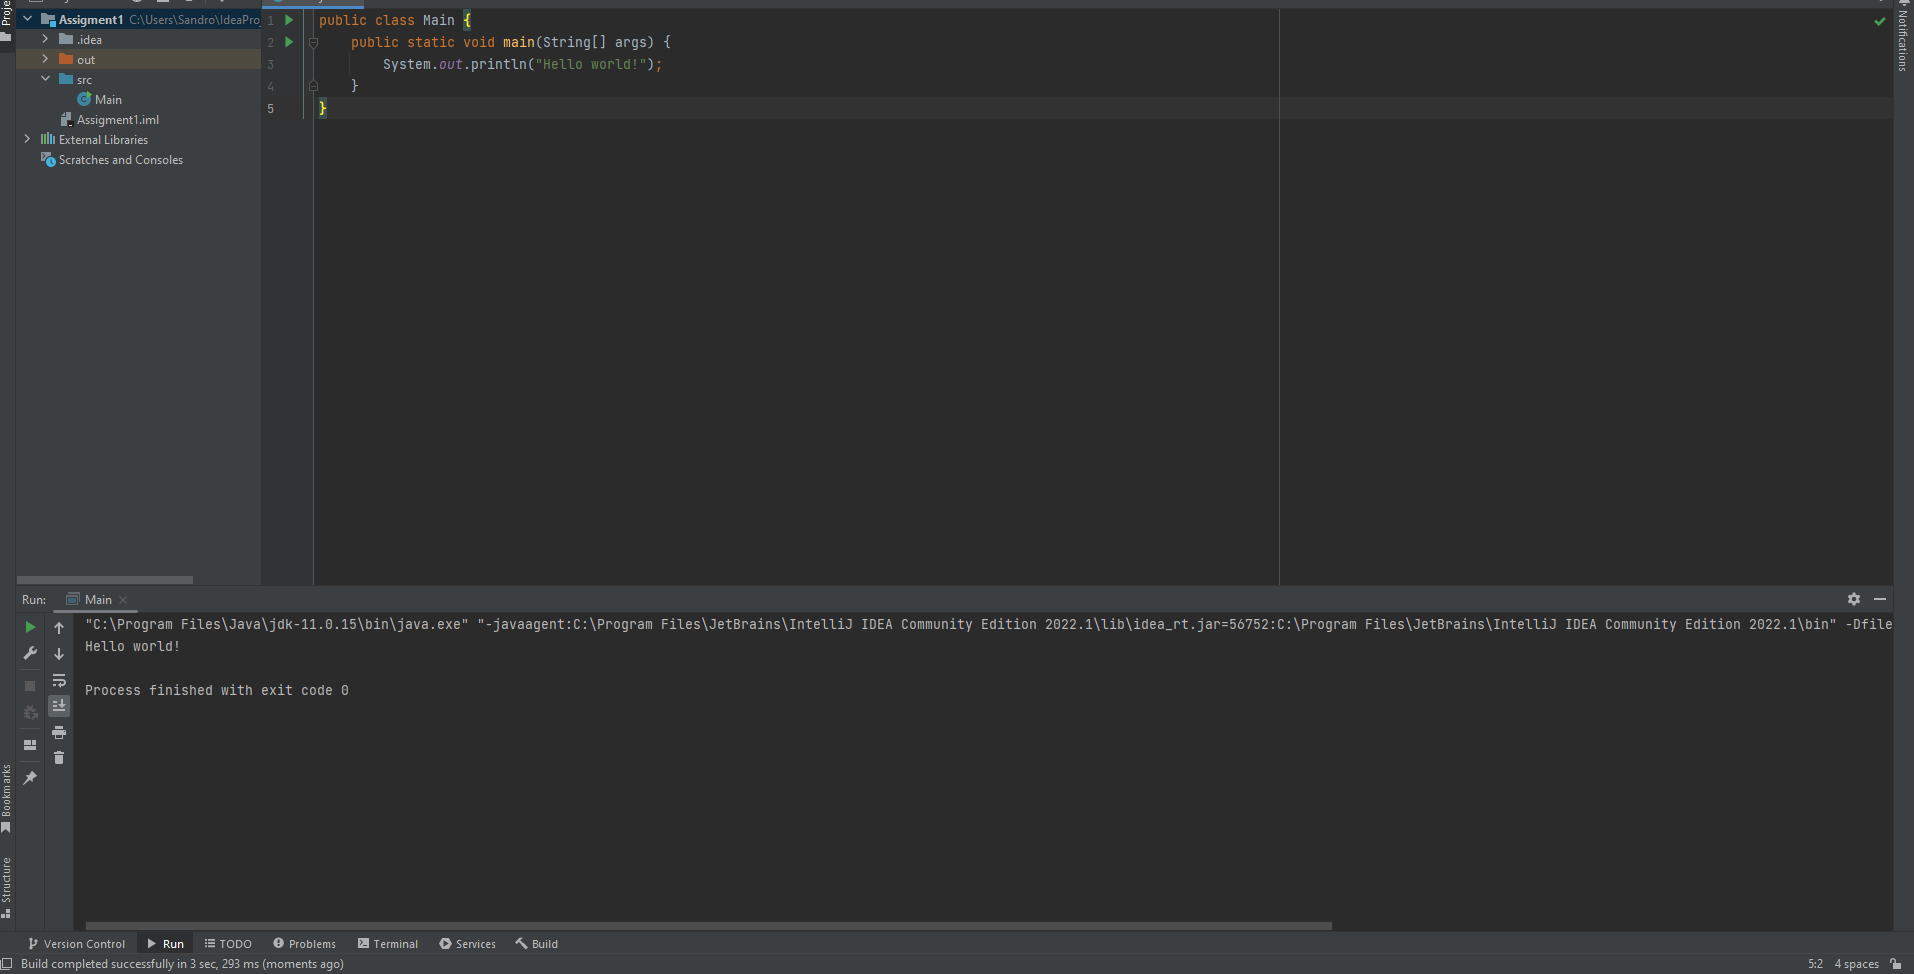 Assigment1 C:\Users\Sandro\IdeaPro
.idea
out
src
Main
Assigment1.iml
External Libraries
Scratches and Consoles
1 public class Main {
2 public static void main(String[] args) {
3 System.out.println("Hello world!");
4 }
5 }
Notifications
Run: Main
"C:\Program Files\Java\jdk-11.0.15\bin\java.exe" "-javaagent:C:\Program Files\JetBrains\IntelliJ IDEA Community Edition 2022.1\lib\idea_rt.jar=56752:C:\Program Files\JetBrains\IntelliJ IDEA Community Edition 2022.1\bin" -Dfile
Hello world!
Process finished with exit code 0
Bookmarks
Structure
Version Control Run TODO Problems Terminal Services Build
Build completed successfully in 3 sec, 293 ms (moments ago) 5:2 4 spaces